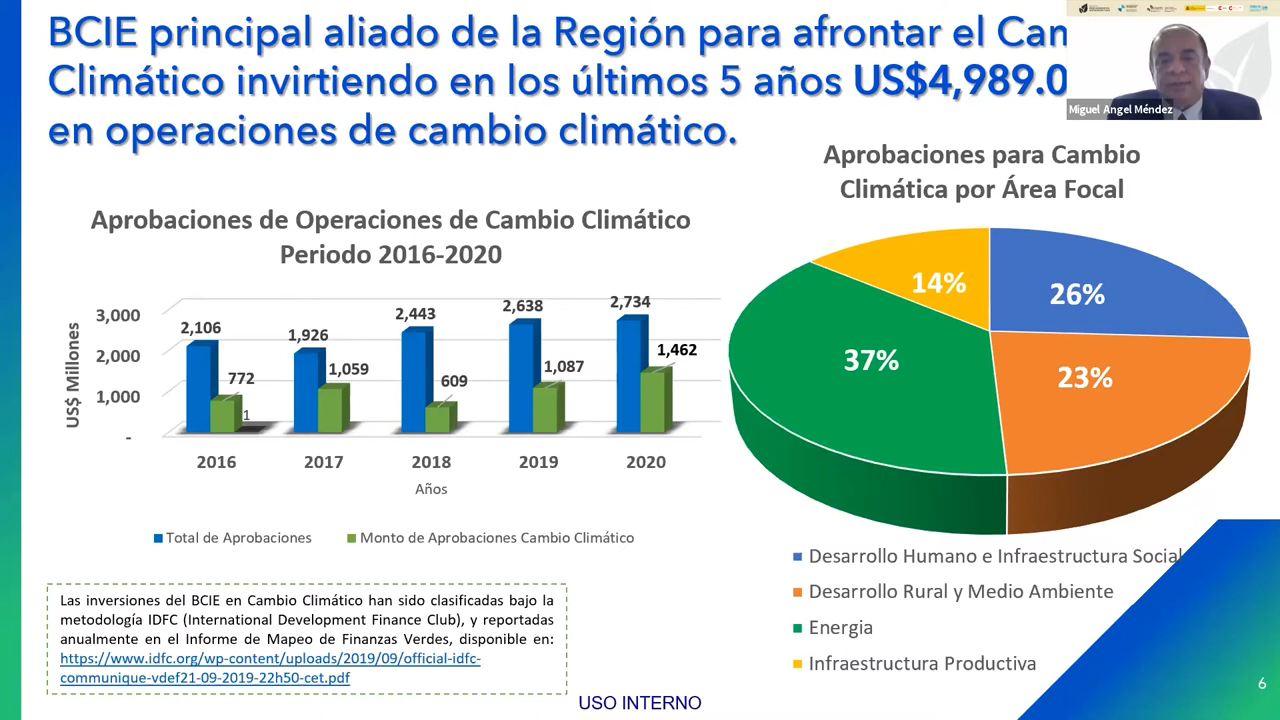 BCIE principal aliado de la Región para afrontar el
Climático invirtiendo en los últimos 5 años US$4,989.0
en operaciones de cambio climático.
Miguel Angel Méndez
Aprobaciones de Operaciones de Cambio Climático
Periodo 2016-2020
US$ Millones
3,000
2,000
1,000
-
2,106
772
1
1,926
1,059
2,443
609
2,638
1,087
2,734
1,462
2016 2017 2018 2019 2020
Años
Total de Aprobaciones Monto de Aprobaciones Cambio Climático
Aprobaciones para Cambio
Climática por Área Focal
14%
26%
37%
23%
Desarrollo Humano e Infraestructura Social
Desarrollo Rural y Medio Ambiente
Energia
Infraestructura Productiva
Las inversiones del BCIE en Cambio Climático han sido clasificadas bajo la
metodología IDFC (International Development Finance Club), y reportadas
anualmente en el Informe de Mapeo de Finanzas Verdes, disponible en:
https://www.idfc.org/wp-content/uploads/2019/09/official-idfc-
communique-vdef21-09-2019-22h50-cet.pdf
USO INTERNO
6